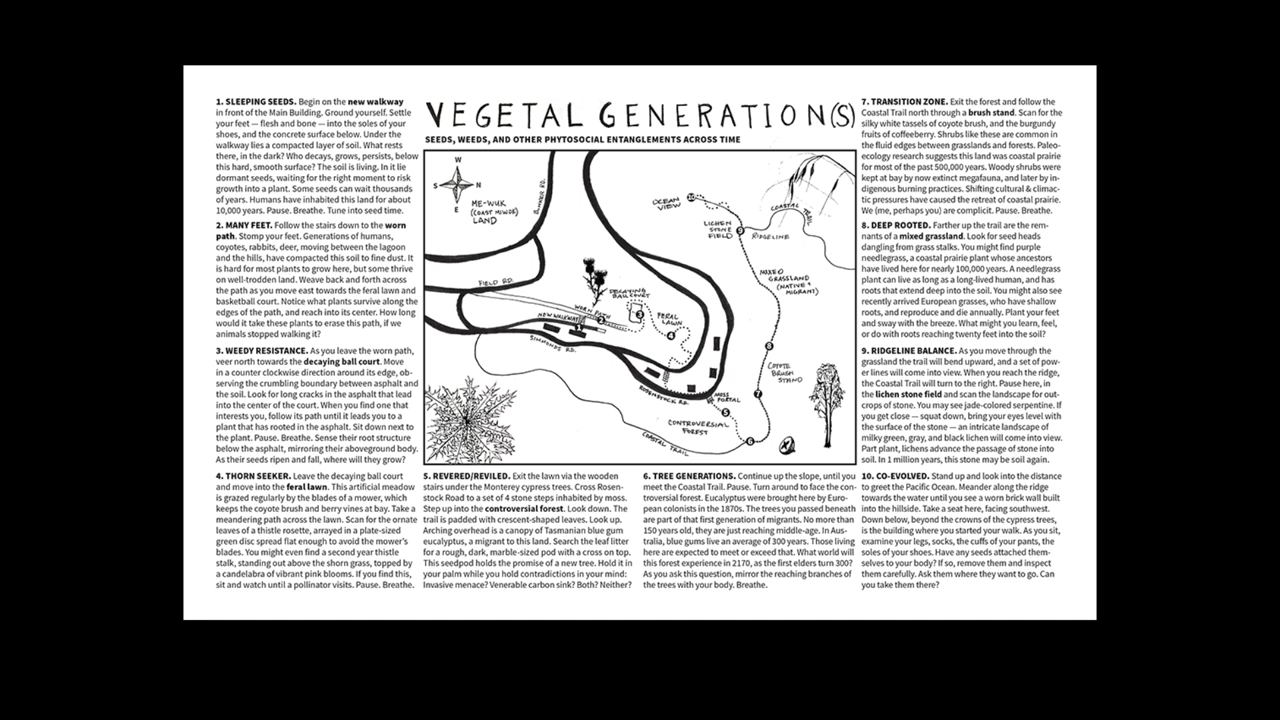 VEGETAL GENERATION(S)
SEEDS, WEEDS, AND OTHER PHYTOSOCIAL ENTANGLEMENTS ACROSS TIME
1. SLEEPING SEEDS. Begin on the new walkway
in front of the Main Building. Ground yourself. Settle
your feet — flesh and bone — into the soles of your
shoes, and the concrete surface below. Under the
walkway lies a compacted layer of soil. What rests
there, in the dark? Who decays, grows, persists, below
this hard, smooth surface? The soil is living. In it lie
dormant seeds, waiting for the right moment to risk
growth into a plant. Some seeds can wait thousands
of years. Humans have inhabited this land for about
10,000 years. Pause. Breathe. Tune into seed time.
2. MANY FEET. Follow the stairs down to the worn
path. Stomp your feet. Generations of humans,
coyotes, rabbits, deer, moving between the lagoon
and the hills, have compacted this soil to fine dust. It
is hard for most plants to grow here, but some thrive
on well-trodden land. Weave back and forth across
the path as you move east towards the feral lawn and
basketball court. Notice what plants survive along the
edges of the path, and reach into its center. How long
would it take these plants to erase this path, if we
animals stopped walking it?
3. WEEDY RESISTANCE. As you leave the worn path,
veer north towards the decaying ball court. Move
in a counter clockwise direction around its edge, ob-
serving the crumbling boundary between asphalt and
the soil. Look for long cracks in the asphalt that lead
into the center of the court. When you find one that
interests you, follow its path until it leads you to a
plant that has rooted in the asphalt. Sit down next to
the plant. Pause. Breathe. Sense their root structure
below the asphalt, mirroring their aboveground body.
As their seeds ripen and fall, where will they grow?
4. THORN SEEKER. Leave the decaying ball court
and move into the feral lawn. This artificial meadow
is grazed regularly by the blades of a mower, which
keeps the coyote brush and berry vines at bay. Take a
meandering path across the lawn. Scan for the ornate
leaves of a thistle rosette, arrayed in a plate-sized
green disc spread flat enough to avoid the mower's
blades. You might even find a second year thistle
stalk, standing out above the shorn grass, topped by
a candelabra of vibrant pink blooms. If you find this,
sit and watch until a pollinator visits. Pause. Breathe.
W
S
N
E
ME-WUK
(COAST MIWOK)
LAND
BUNKER RD.
FIELD RD.
WORN PATH
NEW WALKWAY
SIMMONDS RD.
DECAYING
BALL COURT
3
FERAL
LAWN
4
ROSENSTOCK RD.
MOSS
PORTAL
5
CONTROVERSIAL
FOREST
COASTAL TRAIL
6
7
COYOTE
BRUSH
STAND
8
MIXED
GRASSLAND
(NATIVE +
MIGRANT)
9
LICHEN
STONE
FIELD
RIDGELINE
COASTAL TRAIL
OCEAN
VIEW
10
5. REVERED/REVILED. Exit the lawn via the wooden
stairs under the Monterey cypress trees. Cross Rosen-
stock Road to a set of 4 stone steps inhabited by moss.
Step up into the controversial forest. Look down. The
trail is padded with crescent-shaped leaves. Look up.
Arching overhead is a canopy of Tasmanian blue gum
eucalyptus, a migrant to this land. Search the leaf litter
for a rough, dark, marble-sized pod with a cross on top.
This seedpod holds the promise of a new tree. Hold it in
your palm while you hold contradictions in your mind:
Invasive menace? Venerable carbon sink? Both? Neither?
6. TREE GENERATIONS. Continue up the slope, until you
meet the Coastal Trail. Pause. Turn around to face the con-
troversial forest. Eucalyptus were brought here by Euro-
pean colonists in the 1870s. The trees you passed beneath
are part of that first generation of migrants. No more than
150 years old, they are just reaching middle-age. In Aus-
tralia, blue gums live an average of 300 years. Those living
here are expected to meet or exceed that. What world will
this forest experience in 2170, as the first elders turn 300?
As you ask this question, mirror the reaching branches of
the trees with your body. Breathe.
7. TRANSITION ZONE. Exit the forest and follow the
Coastal Trail north through a brush stand. Scan for the
silky white tassels of coyote brush, and the burgundy
fruits of coffeeberry. Shrubs like these are common in
the fluid edges between grasslands and forests. Paleo-
ecology research suggests this land was coastal prairie
for most of the past 500,000 years. Woody shrubs were
kept at bay by now extinct megafauna, and later by in-
digenous burning practices. Shifting cultural & climac-
tic pressures have caused the retreat of coastal prairie.
We (me, perhaps you) are complicit. Pause. Breathe.
8. DEEP ROOTED. Farther up the trail are the rem-
nants of a mixed grassland. Look for seed heads
dangling from grass stalks. You might find purple
needlegrass, a coastal prairie plant whose ancestors
have lived here for nearly 100,000 years. A needlegrass
plant can live as long as a long-lived human, and has
roots that extend deep into the soil. You might also see
recently arrived European grasses, who have shallow
roots, and reproduce and die annually. Plant your feet
and sway with the breeze. What might you learn, feel,
or do with roots reaching twenty feet into the soil?
9. RIDGELINE BALANCE. As you move through the
grassland the trail will bend upward, and a set of pow-
er lines will come into view. When you reach the ridge,
the Coastal Trail will turn to the right. Pause here, in
the lichen stone field and scan the landscape for out-
crops of stone. You may see jade-colored serpentine. If
you get close — squat down, bring your eyes level with
the surface of the stone — an intricate landscape of
milky green, gray, and black lichen will come into view.
Part plant, lichens advance the passage of stone into
soil. In 1 million years, this stone may be soil again.
10. CO-EVOLVED. Stand up and look into the distance
to greet the Pacific Ocean. Meander along the ridge
towards the water until you see a worn brick wall built
into the hillside. Take a seat here, facing southwest.
Down below, beyond the crowns of the cypress trees,
is the building where you started your walk. As you sit,
examine your legs, socks, the cuffs of your pants, the
soles of your shoes. Have any seeds attached them-
selves to your body? If so, remove them and inspect
them carefully. Ask them where they want to go. Can
you take them there?